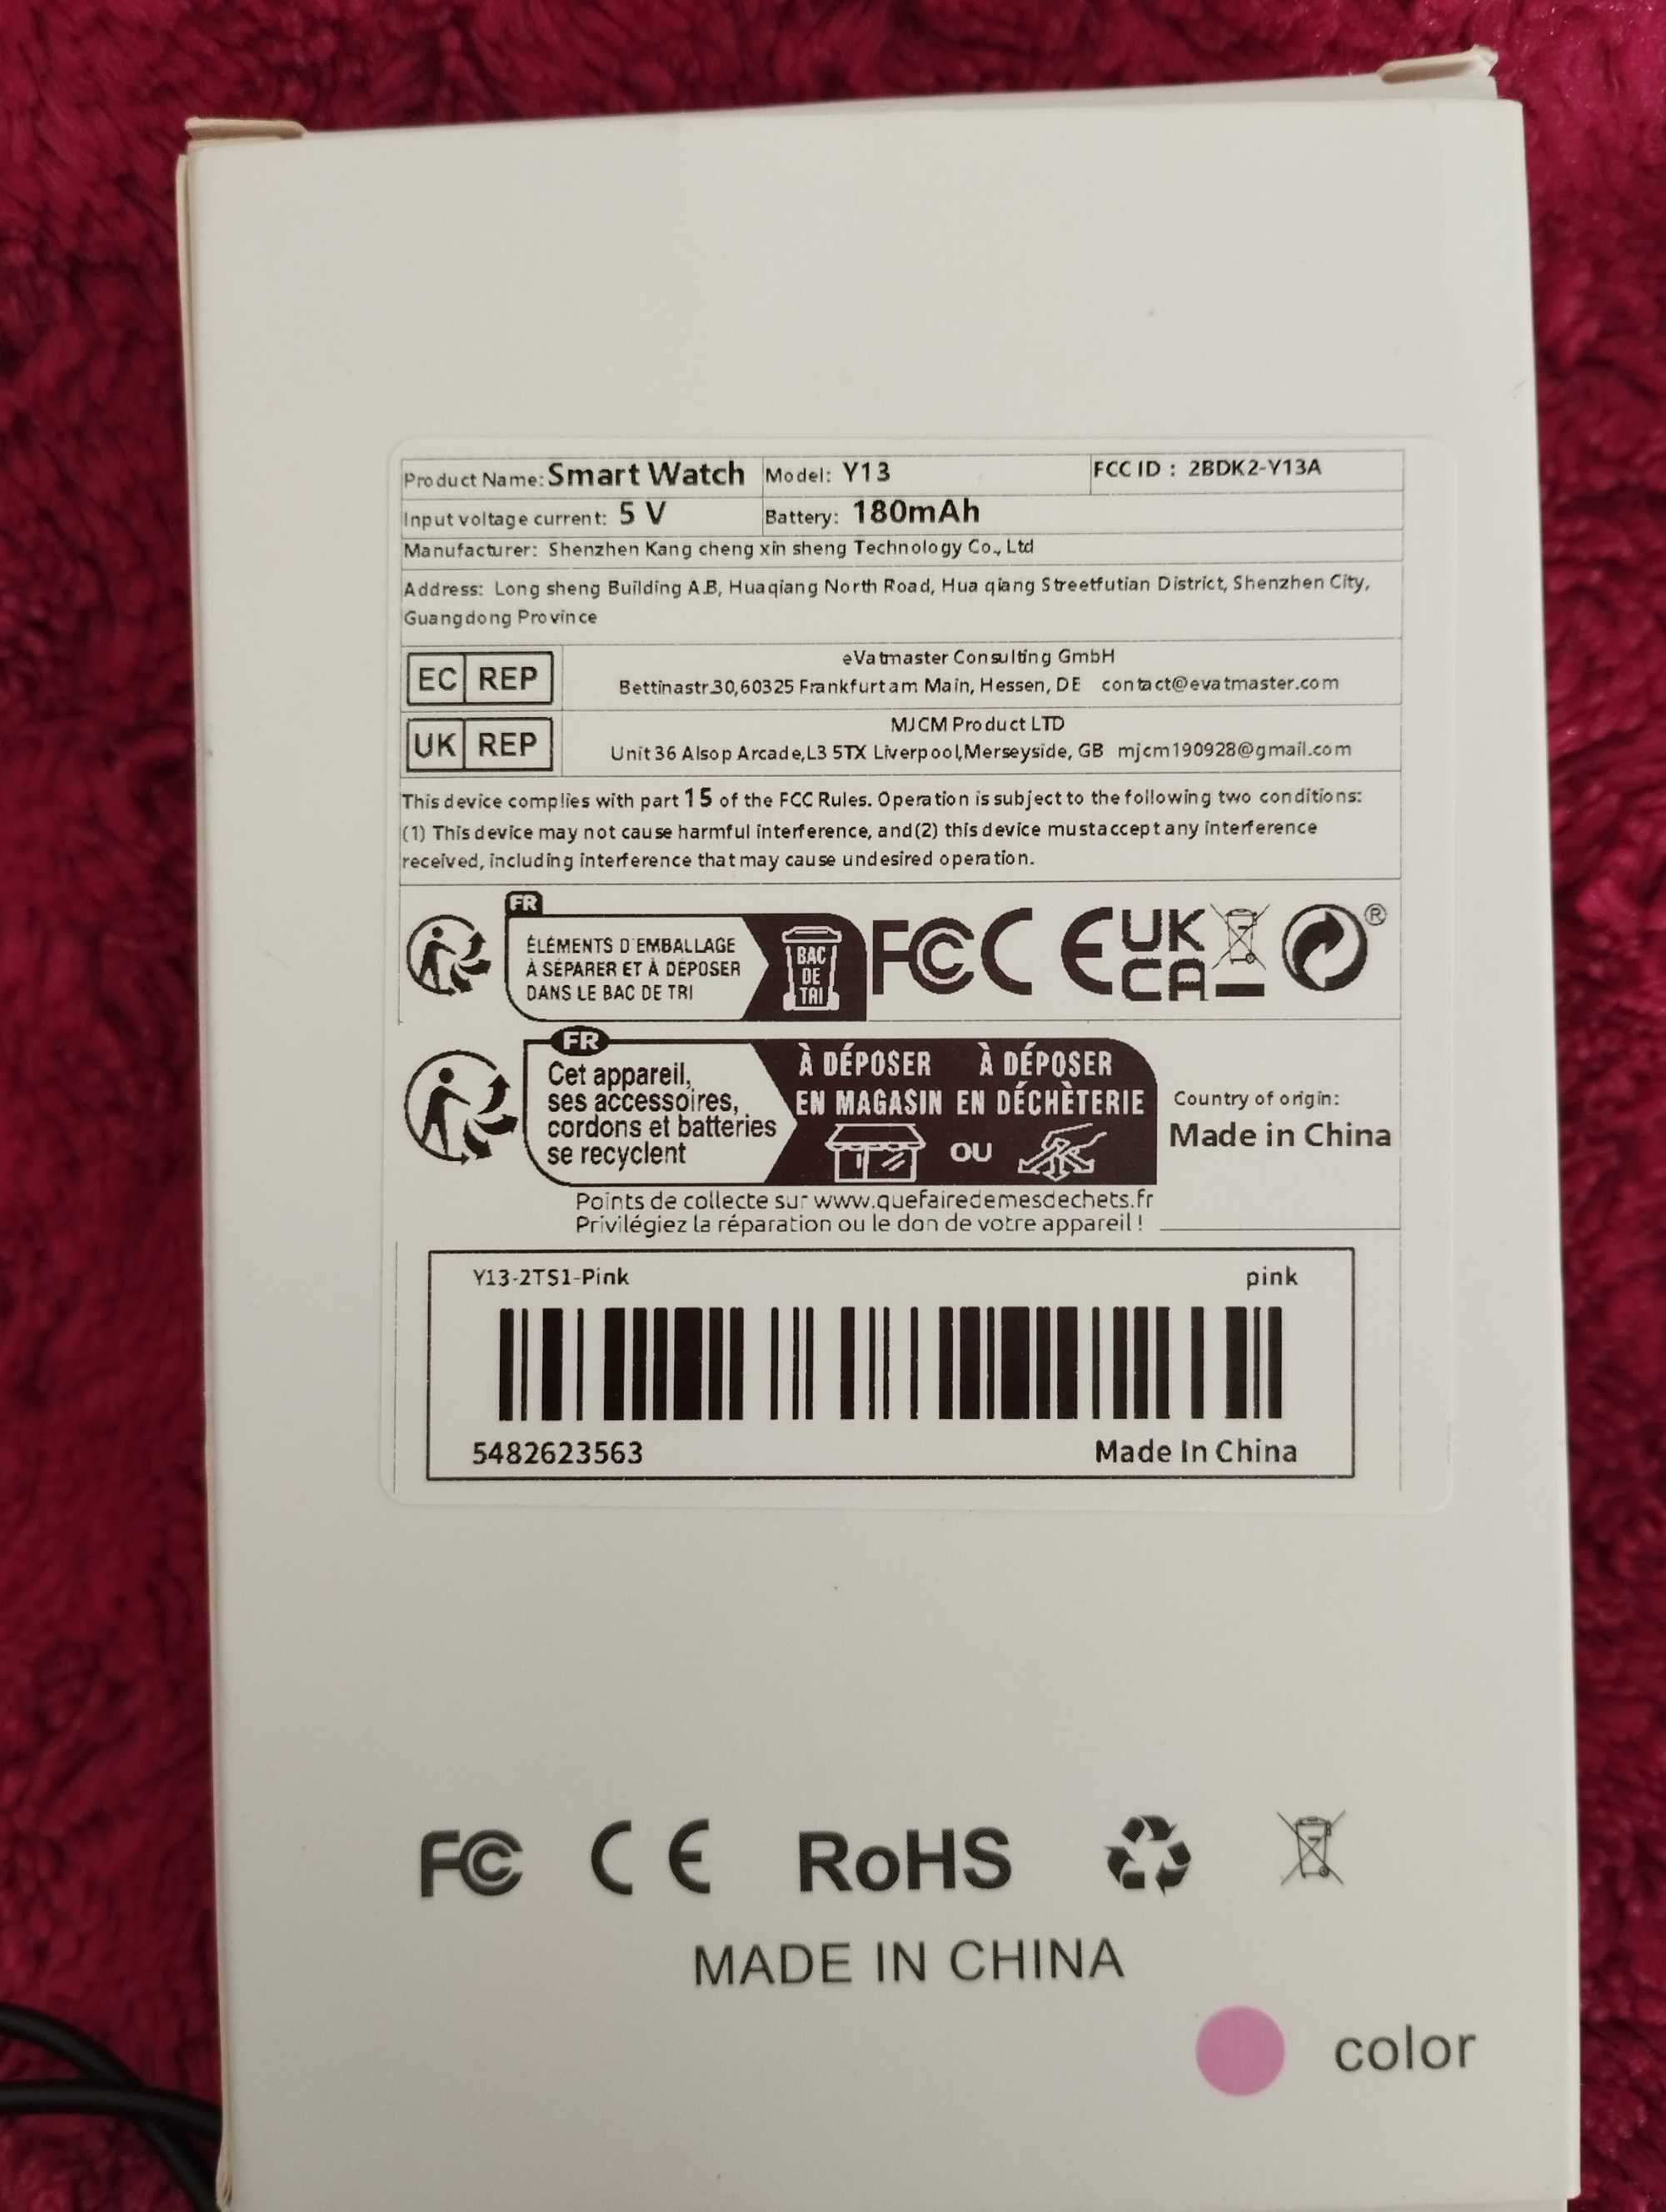 Product Name: Smart Watch Model: Y13 FCC ID : 2BDK2-Y13A
Input voltage current: 5 V Battery: 180mAh
Manufacturer: Shenzhen Kang cheng xin sheng Technology Co., Ltd
Address: Long sheng Building A.B, Huaqiang North Road, Hua qiang Streetfutian District, Shenzhen City,
Guangdong Province
EC REP
eVatmaster Consulting GmbH
Bettinastr.30,60325 Frankfurt am Main, Hessen, DE contact@evatmaster.com
UK REP
MJCM Product LTD
Unit 36 Alsop Arcade,L3 5TX Liverpool,Merseyside, GB mjcm190928@gmail.com
This device complies with part 15 of the FCC Rules. Operation is subject to the following two conditions:
(1) This device may not cause harmful interference, and(2) this device mustaccept any interference
received, including interference that may cause undesired operation.
FR
ÉLÉMENTS D'EMBALLAGE
À SÉPARER ET À DÉPOSER
DANS LE BAC DE TRI
BAC
DE
TRI
FCC CE UK
CA
®
FR
Cet appareil,
ses accessoires,
cordons et batteries
se recyclent
À DÉPOSER
EN MAGASIN
OU
À DÉPOSER
EN DÉCHÈTERIE
Country of origin:
Made in China
Points de collecte sur www.quefairedemesdechets.fr
Privilégiez la réparation ou le don de votre appareil !
Y13-2TS1-Pink pink
5482623563 Made In China
FC CE RoHS
MADE IN CHINA
color